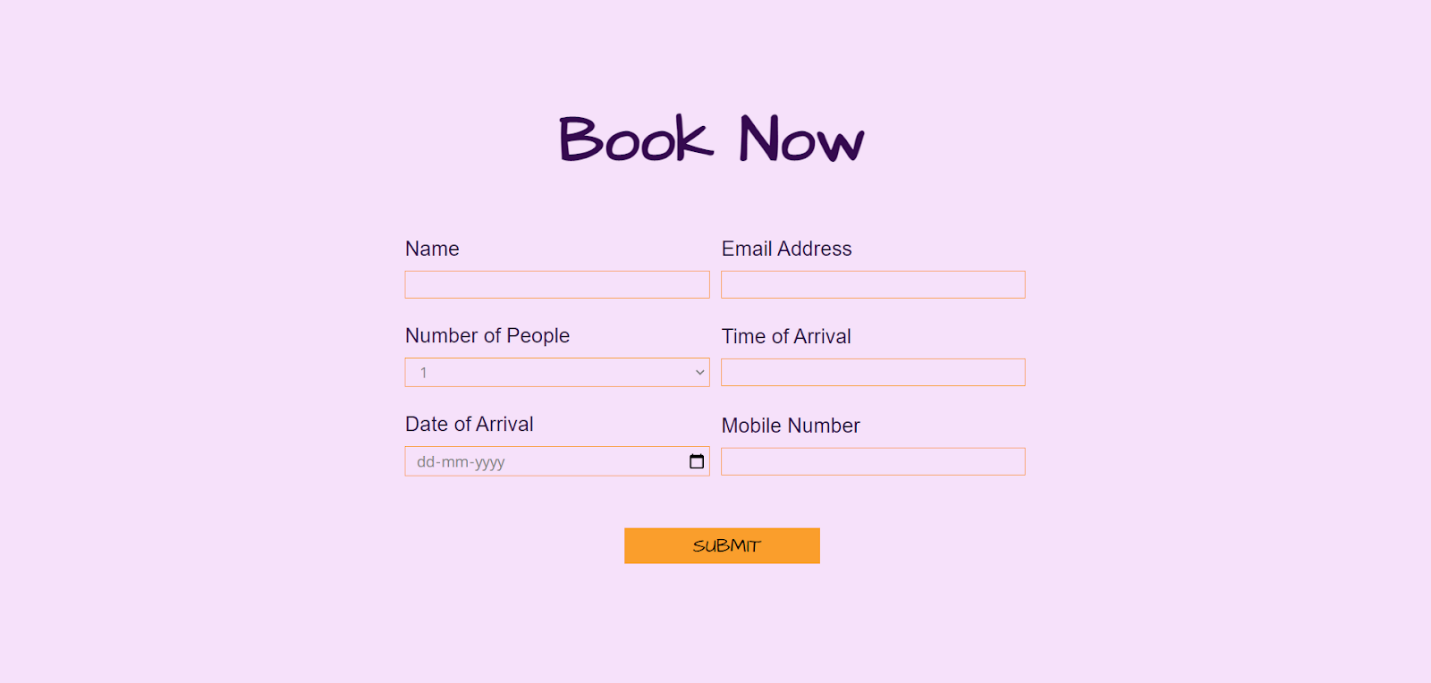 Book Now
Name
Email Address
Number of People
Time of Arrival
1
Date of Arrival
Mobile Number
dd-mm-yyyy
SUBMIT